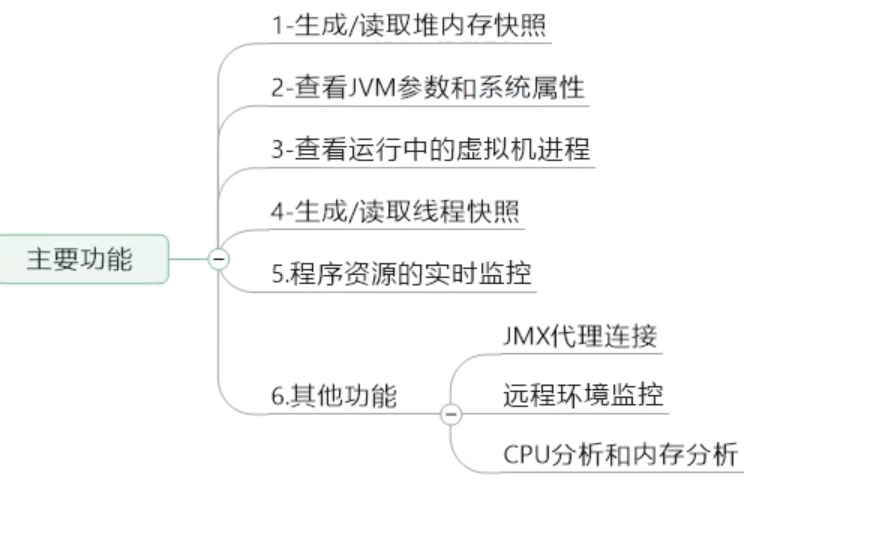 1-生成/读取堆内存快照
2-查看JVM参数和系统属性
3-查看运行中的虚拟机进程
4-生成/读取线程快照
主要功能
5.程序资源的实时监控
6.其他功能
JMX代理连接
远程环境监控
CPU分析和内存分析